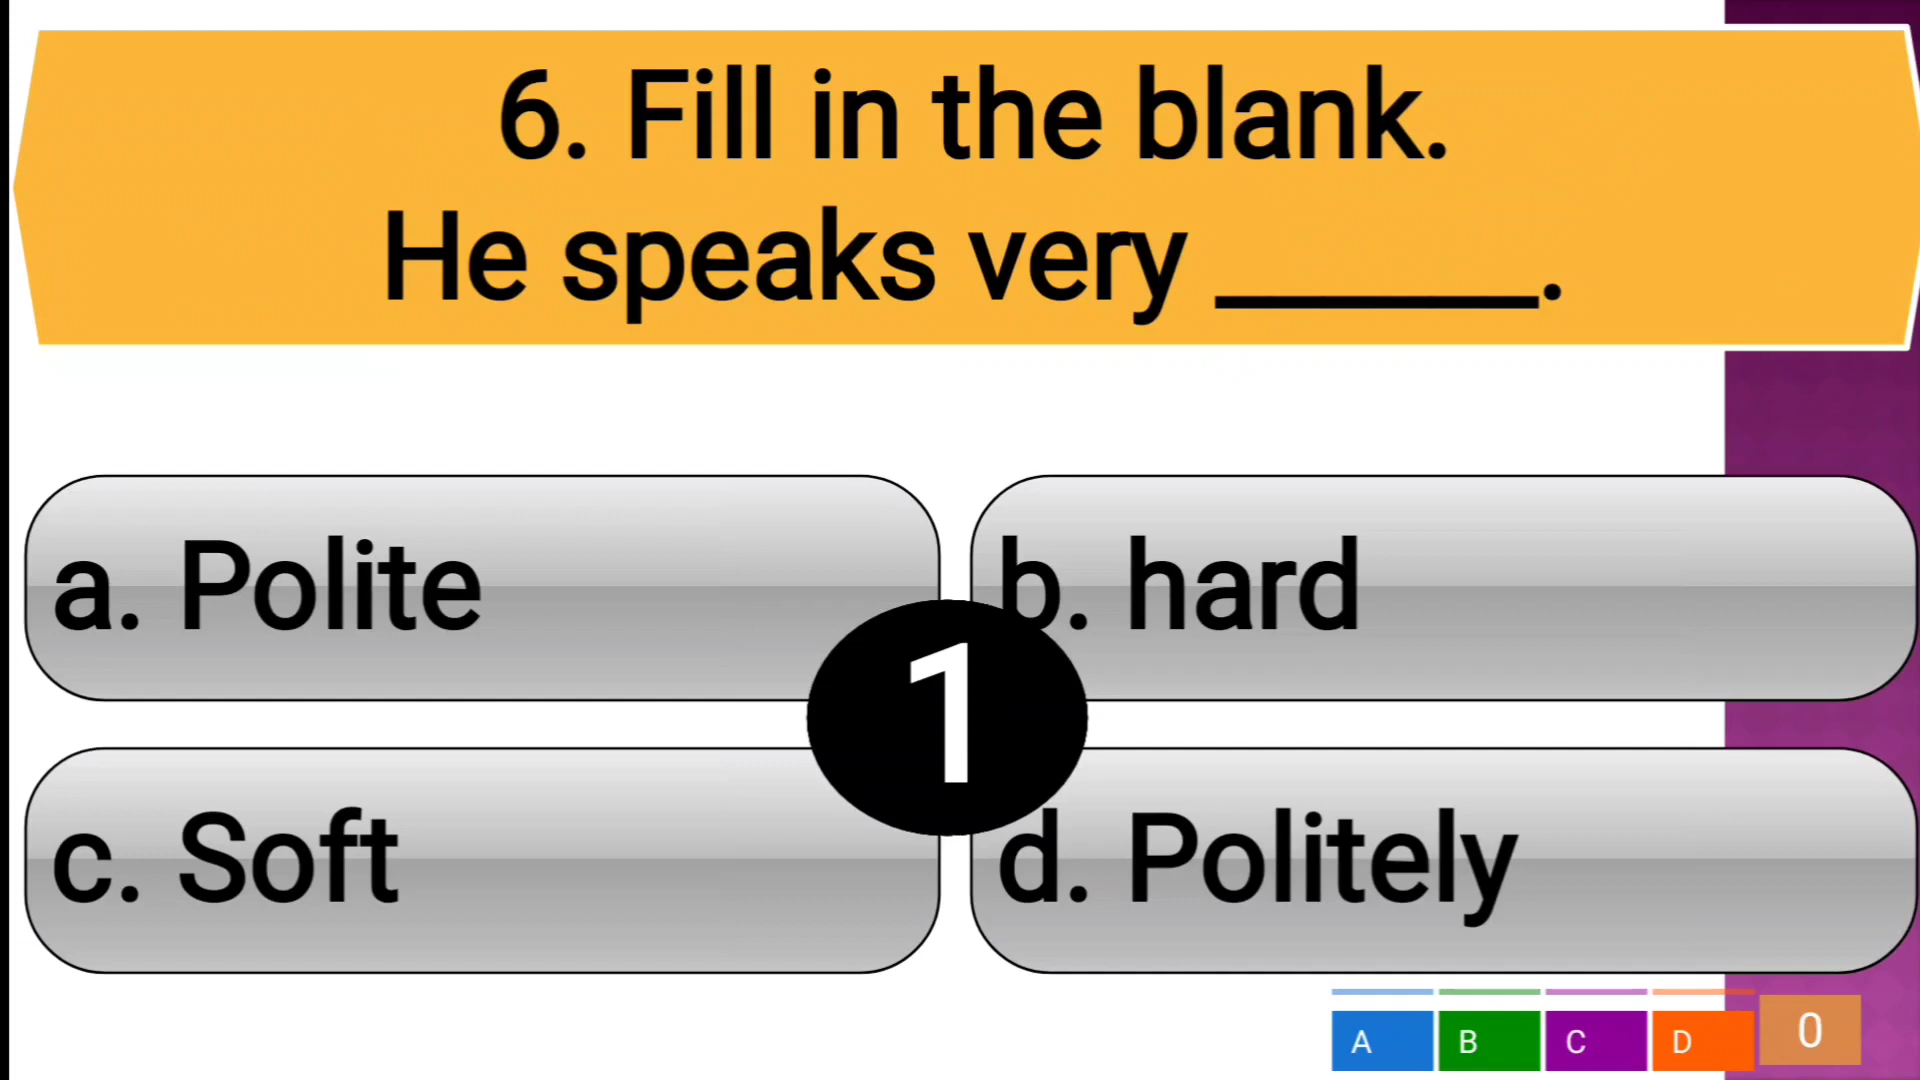 6. Fill in the blank.
He speaks very ______.
a. Polite
b. hard
1
c. Soft
d. Politely
A B C D 0